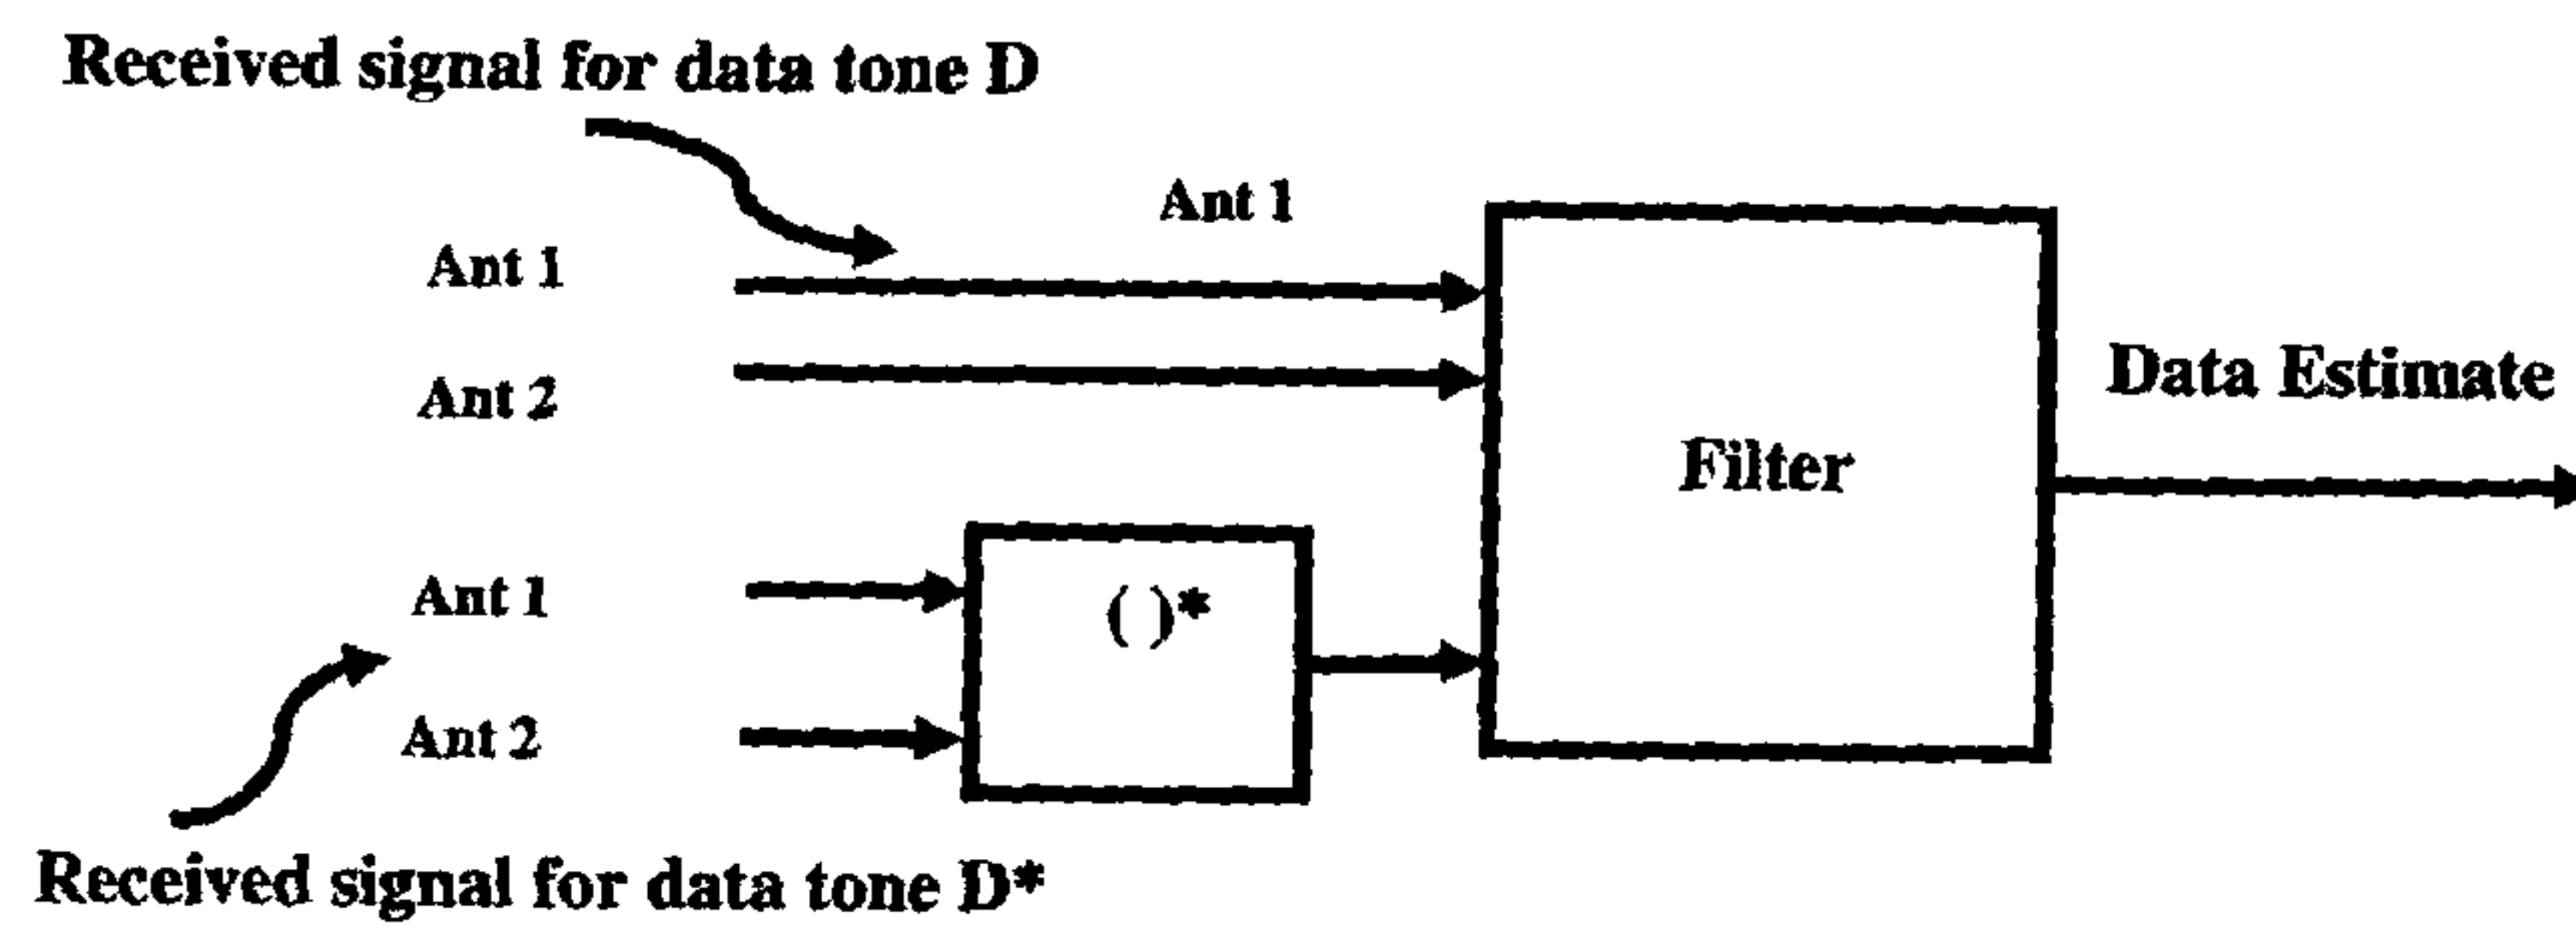 Received signal for data tone D
Ant 1
Ant 1
Ant 2
Data Estimate
Filter
Ant 1
( )*
Ant 2
Received signal for data tone D*